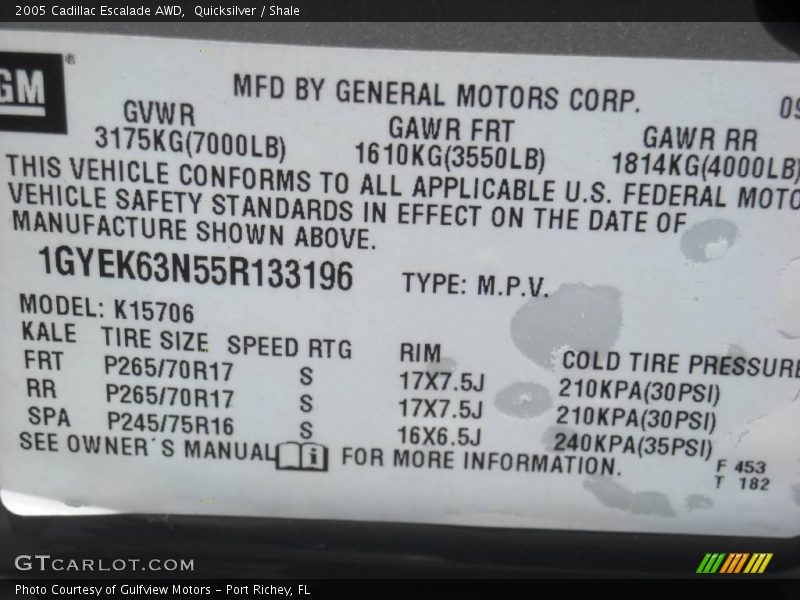 2005 Cadillac Escalade AWD,  Quicksilver / Shale
GM®
MFD BY GENERAL MOTORS CORP. 09
GVWR GAWR FRT GAWR RR
3175KG(7000LB) 1610KG(3550LB) 1814KG(4000LB)
THIS VEHICLE CONFORMS TO ALL APPLICABLE U.S. FEDERAL MOTO
VEHICLE SAFETY STANDARDS IN EFFECT ON THE DATE OF
MANUFACTURE SHOWN ABOVE.
1GYEK63N55R133196 TYPE: M.P.V.
MODEL: K15706
KALE TIRE SIZE SPEED RTG RIM COLD TIRE PRESSURE
FRT P265/70R17 S 17X7.5J 210KPA(30PSI)
RR P265/70R17 S 17X7.5J 210KPA(30PSI)
SPA P245/75R16 S 16X6.5J 240KPA(35PSI)
SEE OWNER´S MANUAL i FOR MORE INFORMATION.
F 453
T 182
GTCARLOT.COM
Photo Courtesy of Gulfview Motors - Port Richey, FL